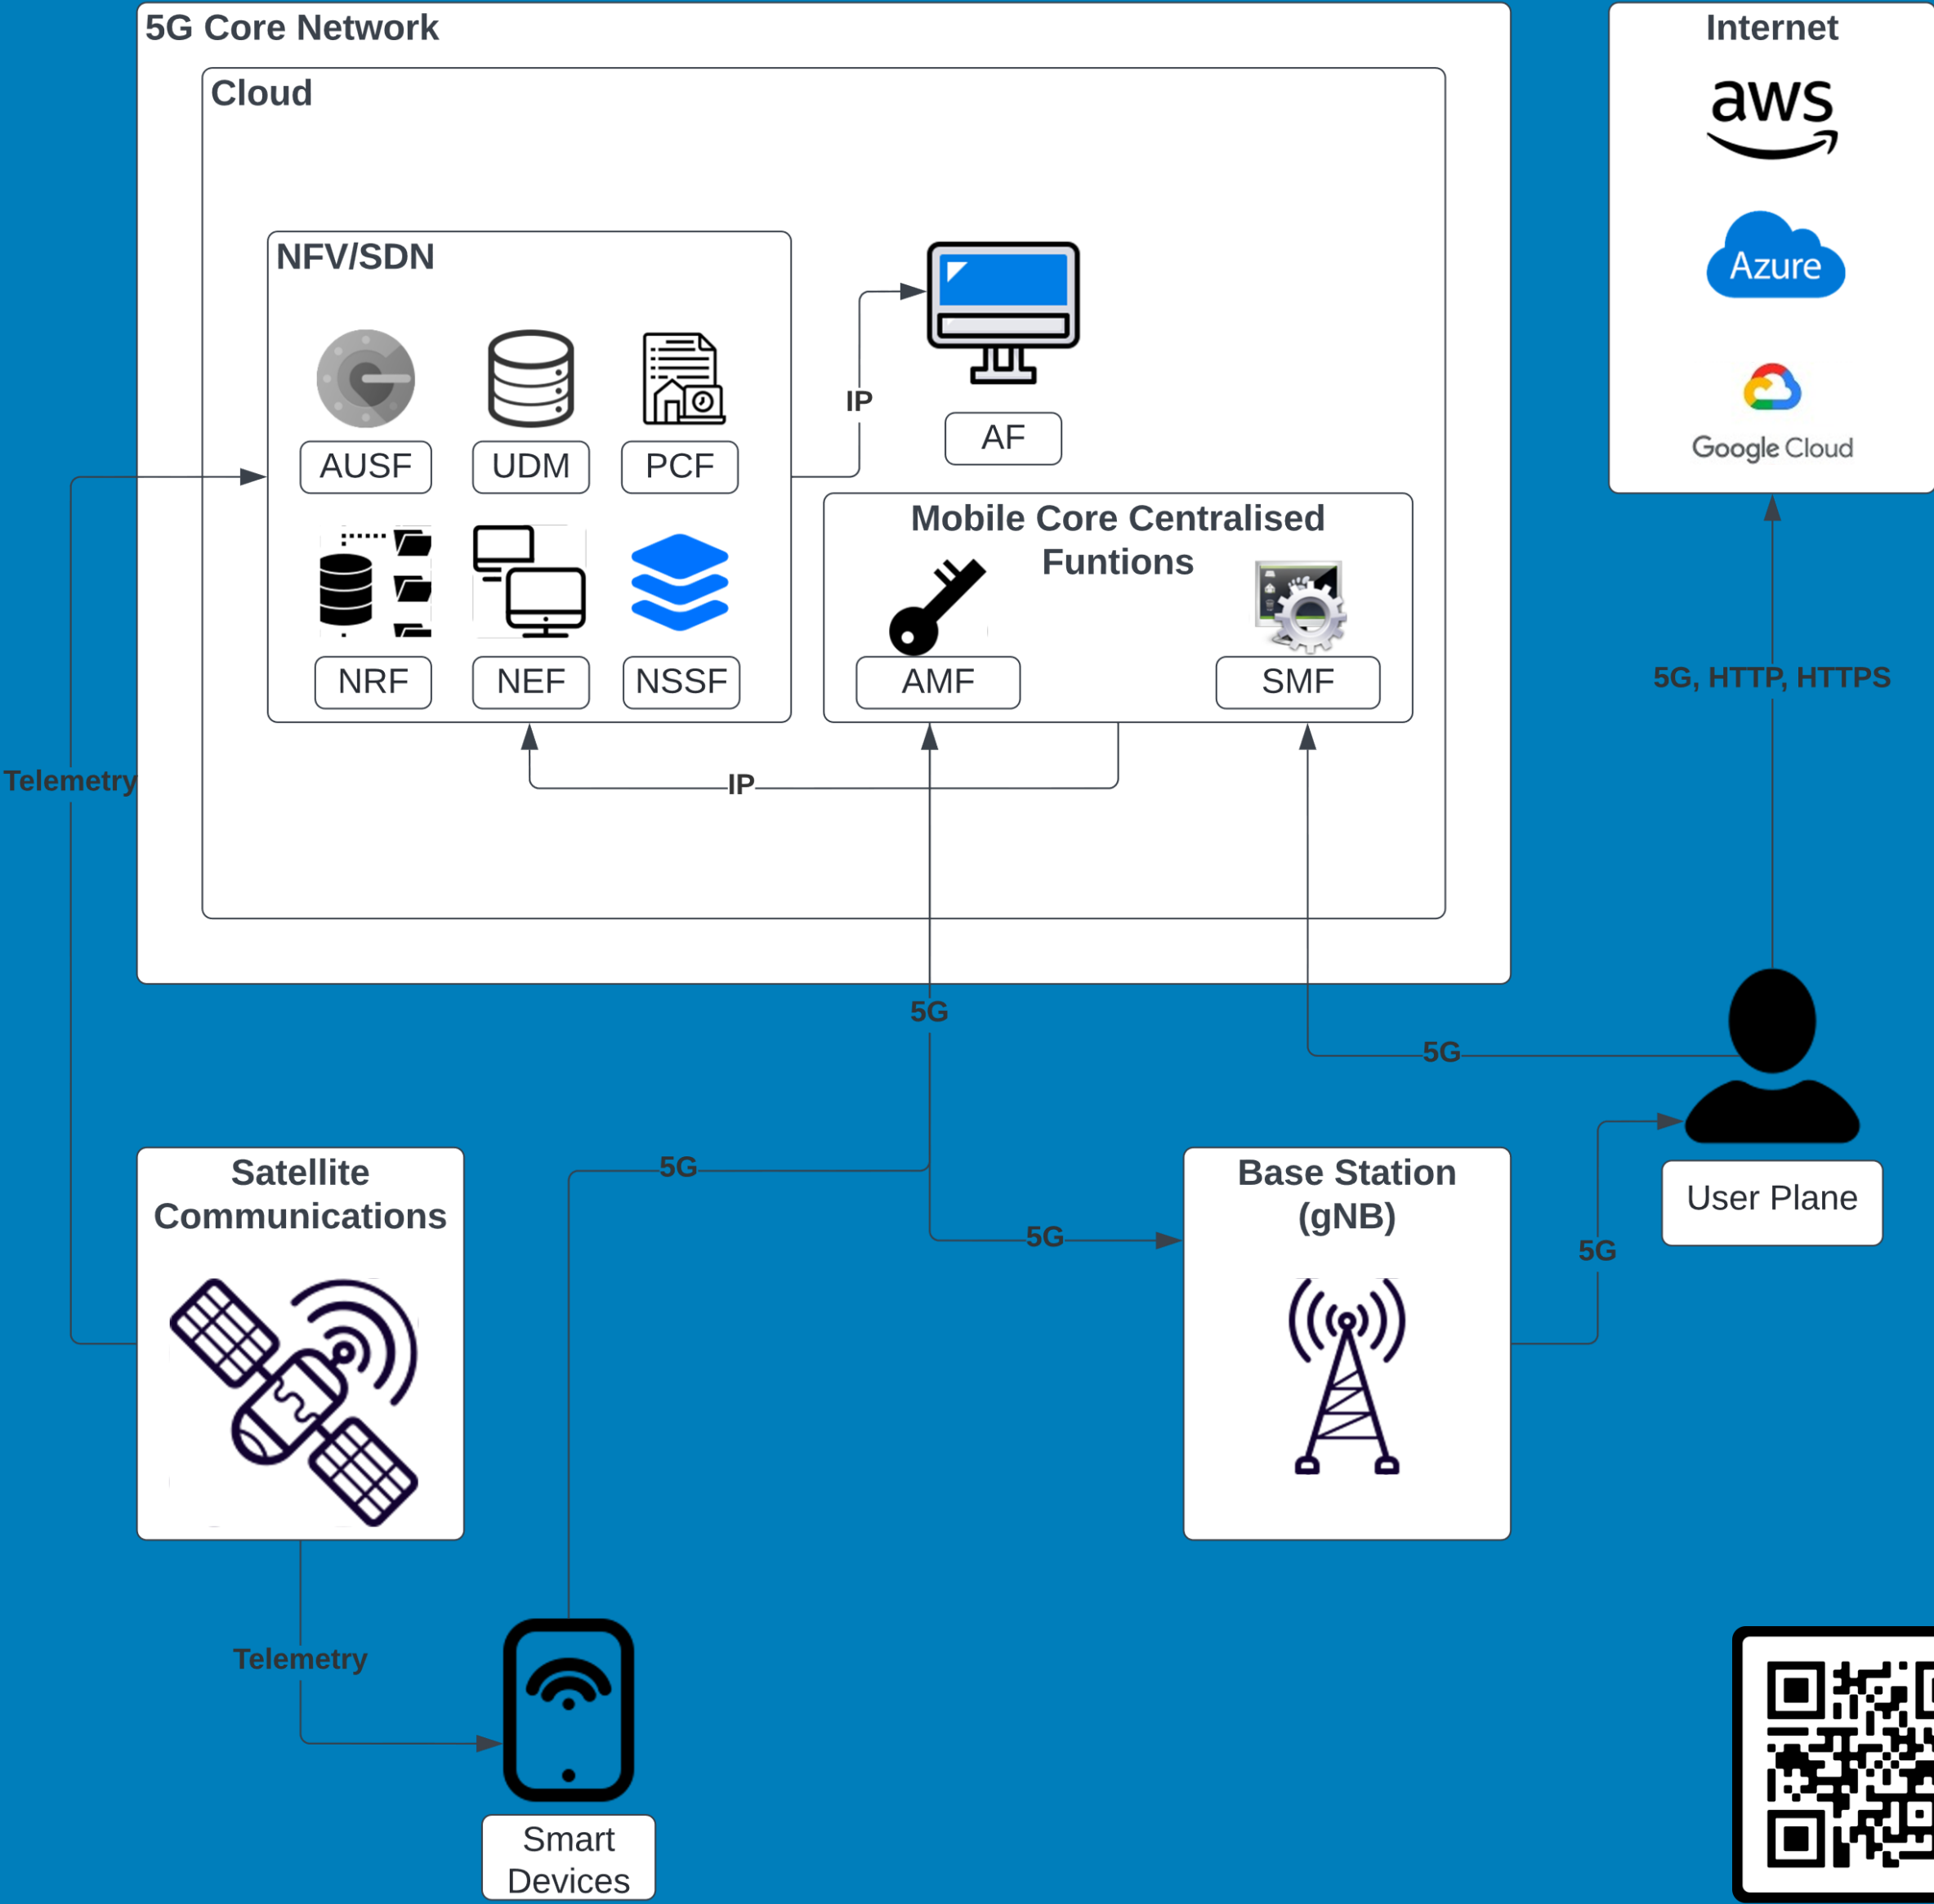 5G Core Network
Internet
Cloud
aws
Azure
Google Cloud
NFV/SDN
AUSF
UDM
PCF
NRF
NEF
NSSF
IP
AF
Mobile Core Centralised
Funtions
AMF
SMF
IP
5G, HTTP, HTTPS
Telemetry
5G
5G
5G
5G
5G
User Plane
Satellite
Communications
Base Station
(gNB)
Telemetry
Smart
Devices